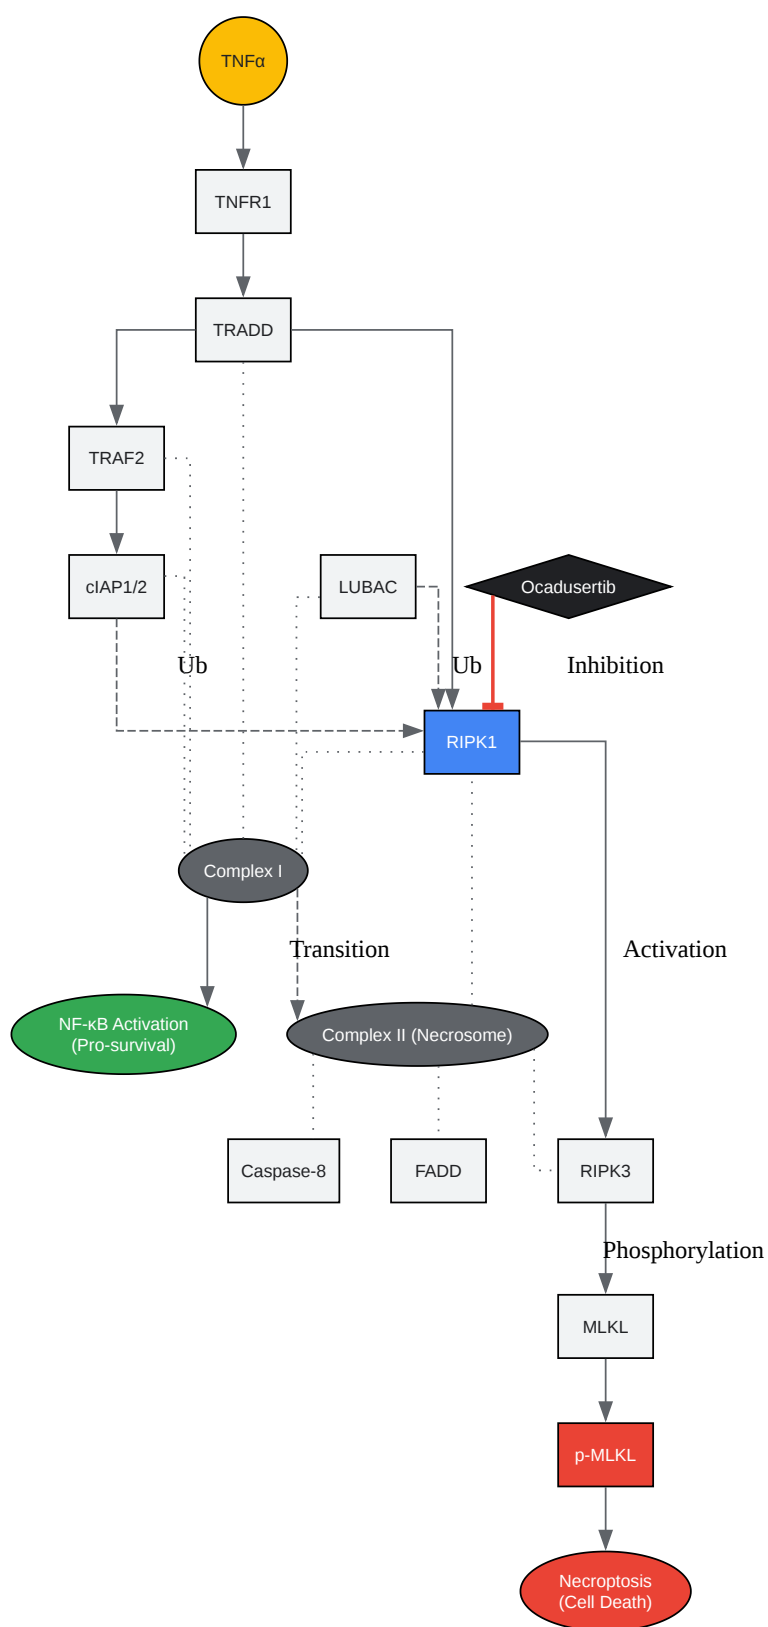 TNFα
TNFR1
TRADD
TRAF2
cIAP1/2
LUBAC
Ocadusertib
Ub
Ub
Inhibition
RIPK1
Complex I
Transition
Activation
NF-κB Activation
(Pro-survival)
Complex II (Necrosome)
Caspase-8
FADD
RIPK3
Phosphorylation
MLKL
p-MLKL
Necroptosis
(Cell Death)